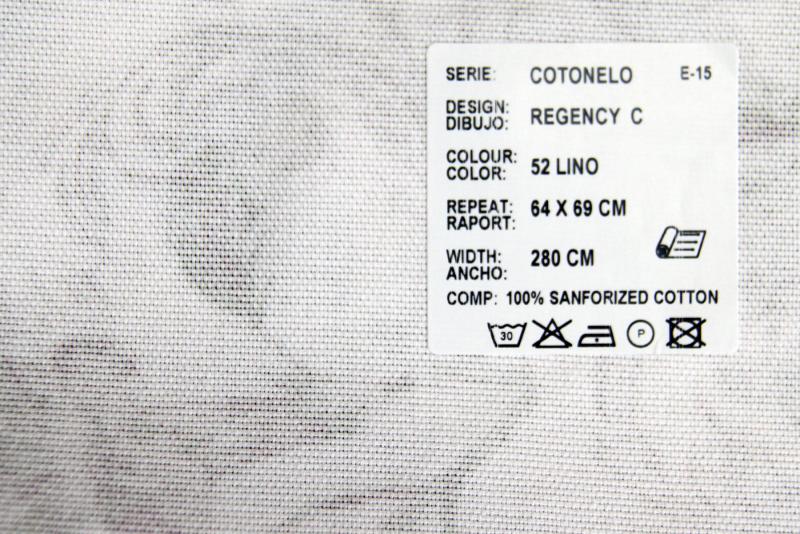 SERIE: COTONELO E-15
DESIGN:
DIBUJO: REGENCY C
COLOUR:
COLOR: 52 LINO
REPEAT: 64 X 69 CM
RAPORT:
WIDTH: 280 CM
ANCHO:
COMP: 100% SANFORIZED COTTON
30 P